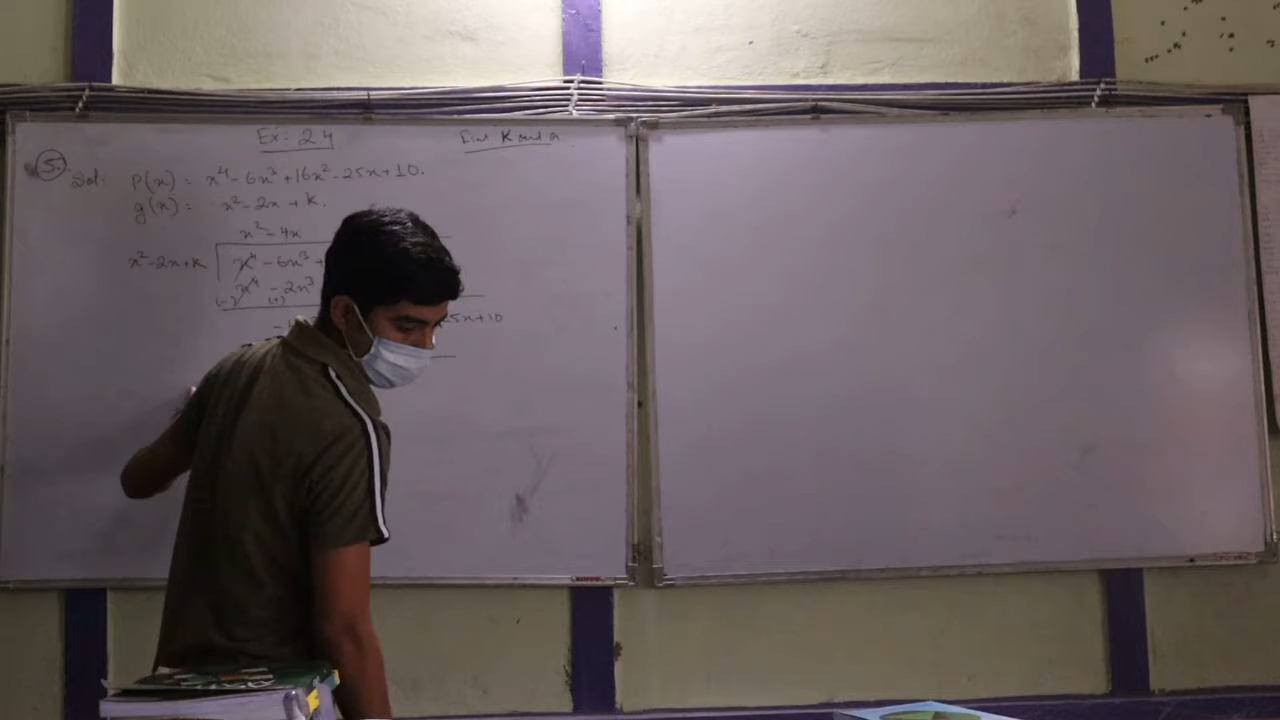 Ex: 2.4
Find K and a
5. Sol: P(x) = x⁴ - 6x³ + 16x² - 25x + 10.
g(x) = x² - 2x + k.
x² - 4x
x² - 2x + k x⁴ - 6x³ +
x⁴ - 2x³
(-) (+)
25x + 10